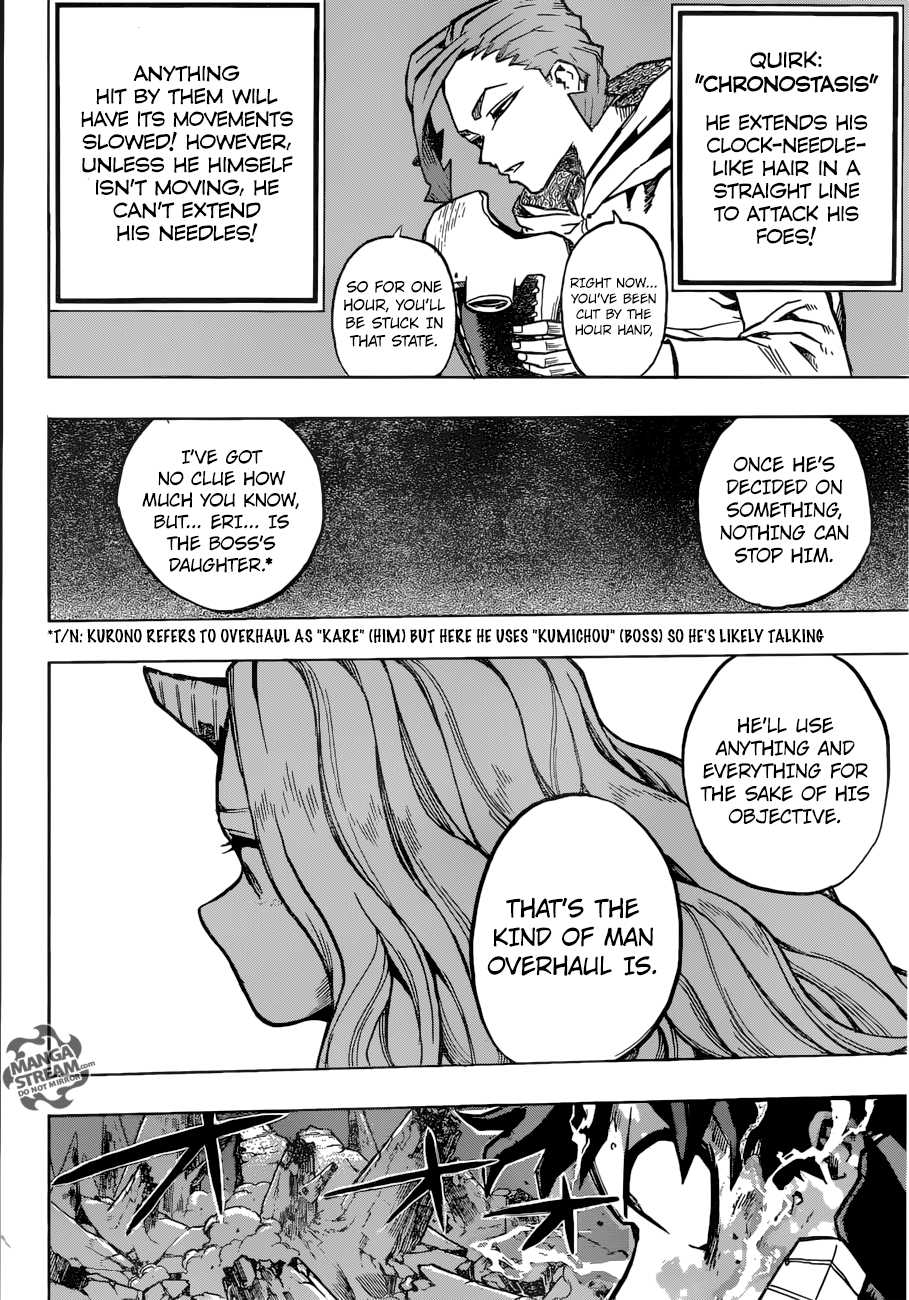 QUIRK:
"CHRONOSTASIS"
HE EXTENDS HIS
CLOCK-NEEDLE-
LIKE HAIR IN A
STRAIGHT LINE
TO ATTACK HIS
FOES!
ANYTHING
HIT BY THEM WILL
HAVE ITS MOVEMENTS
SLOWED! HOWEVER,
UNLESS HE HIMSELF
ISN'T MOVING, HE
CAN'T EXTEND
HIS NEEDLES!
RIGHT NOW...
YOU'VE BEEN
CUT BY THE
HOUR HAND,
SO FOR ONE
HOUR, YOU'LL
BE STUCK IN
THAT STATE.
ONCE HE'S
DECIDED ON
SOMETHING,
NOTHING CAN
STOP HIM.
I'VE GOT
NO CLUE HOW
MUCH YOU KNOW,
BUT... ERI... IS
THE BOSS'S
DAUGHTER.*
*T/N: KURONO REFERS TO OVERHAUL AS "KARE" (HIM) BUT HERE HE USES "KUMICHOU" (BOSS) SO HE'S LIKELY TALKING
HE'LL USE
ANYTHING AND
EVERYTHING FOR
THE SAKE OF HIS
OBJECTIVE.
THAT'S THE
KIND OF MAN
OVERHAUL IS.
MANGA
STREAM.com
DO NOT MIRROR